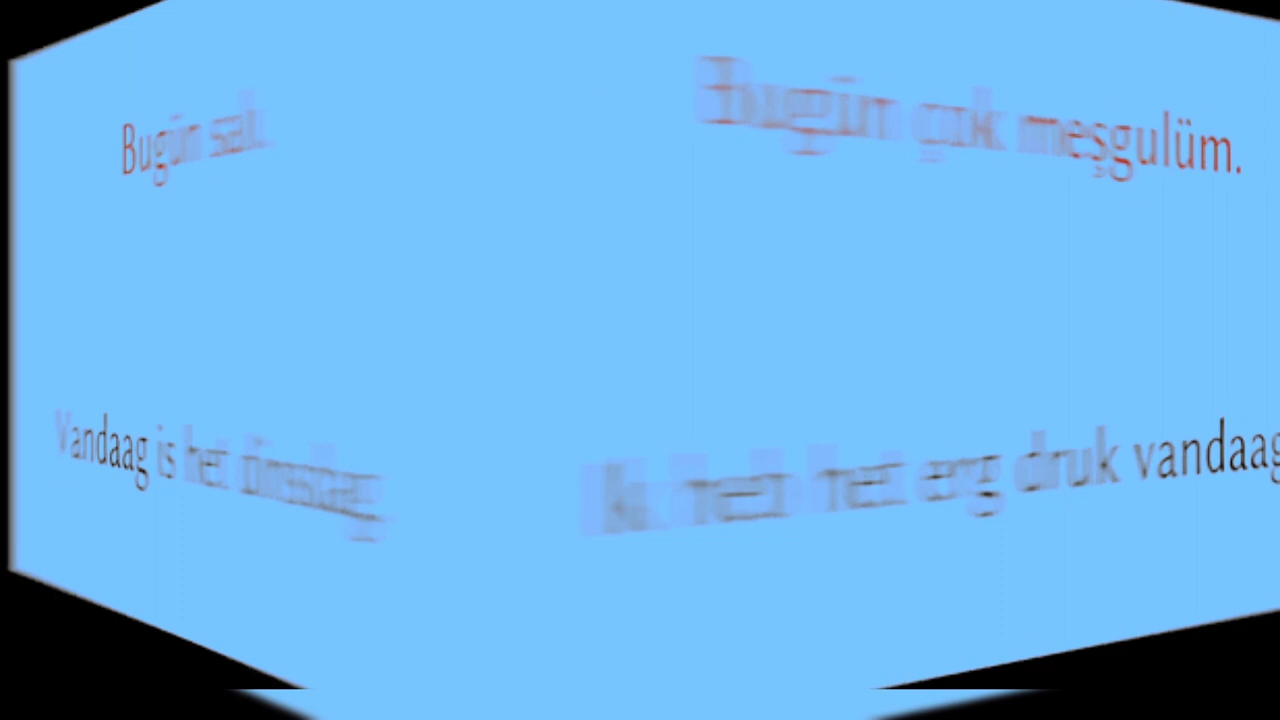 Bugün salı.
Bugün çok meşgulüm.
Vandaag is het dinsdag
Ik heb het erg druk vandaag